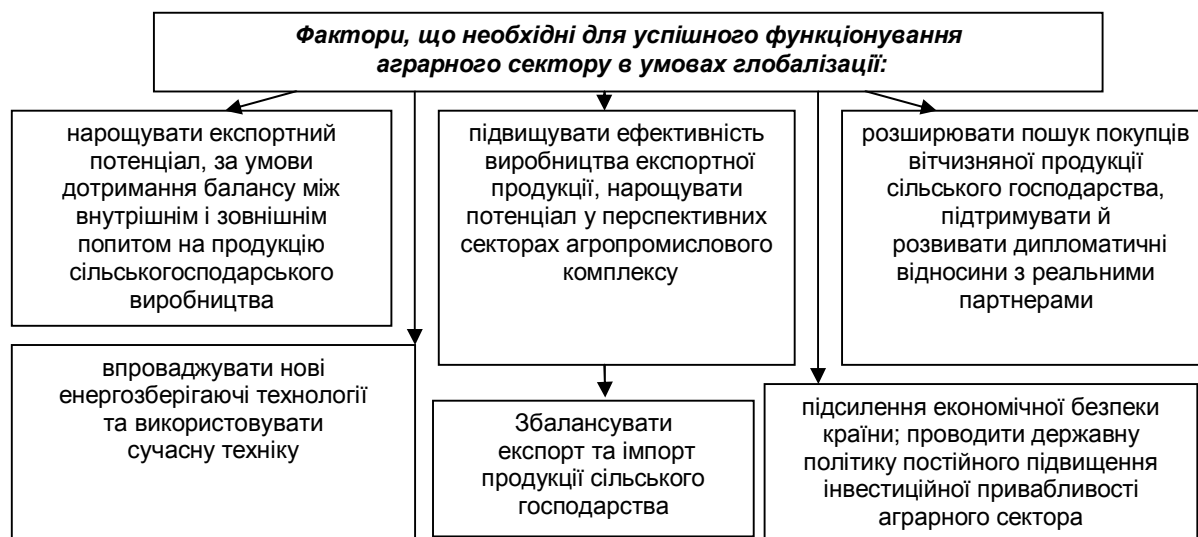 Фактори, що необхідні для успішного функціонування
аграрного сектору в умовах глобалізації:
нарощувати експортний
потенціал, за умови
дотримання балансу між
внутрішнім і зовнішнім
попитом на продукцію
сільськогосподарського
виробництва
підвищувати ефективність
виробництва експортної
продукції, нарощувати
потенціал у перспективних
секторах агропромислового
комплексу
розширювати пошук покупців
вітчизняної продукції
сільського господарства,
підтримувати й
розвивати дипломатичні
відносини з реальними
партнерами
впроваджувати нові
енергозберігаючі технології
та використовувати
сучасну техніку
Збалансувати
експорт та імпорт
продукції сільського
господарства
підсилення економічної безпеки
країни; проводити державну
політику постійного підвищення
інвестиційної привабливості
аграрного сектора